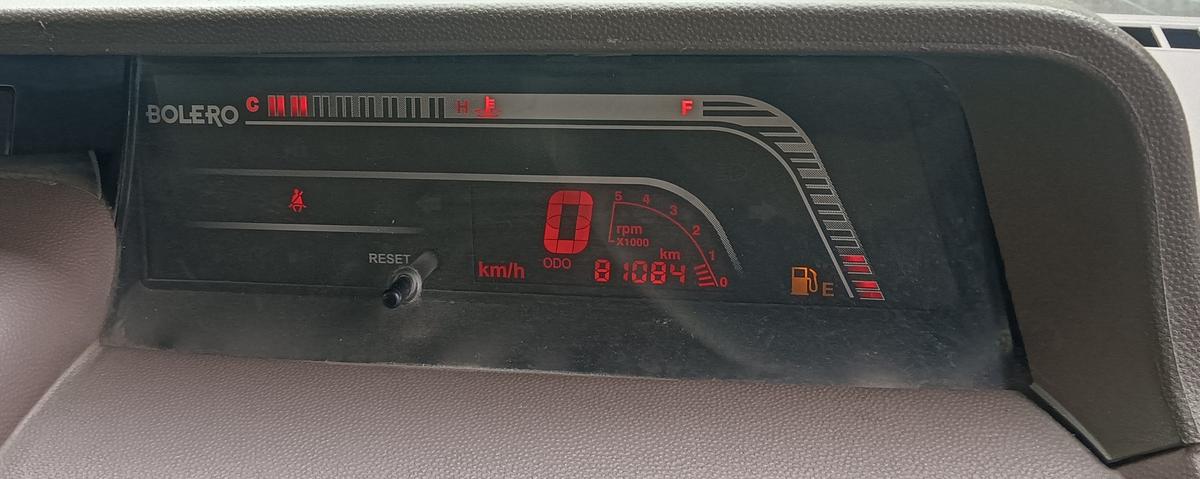 BOLERO C H F
RESET
0
km/h
ODO
81084
km
5 4 3 2 1 0
rpm
X1000
E